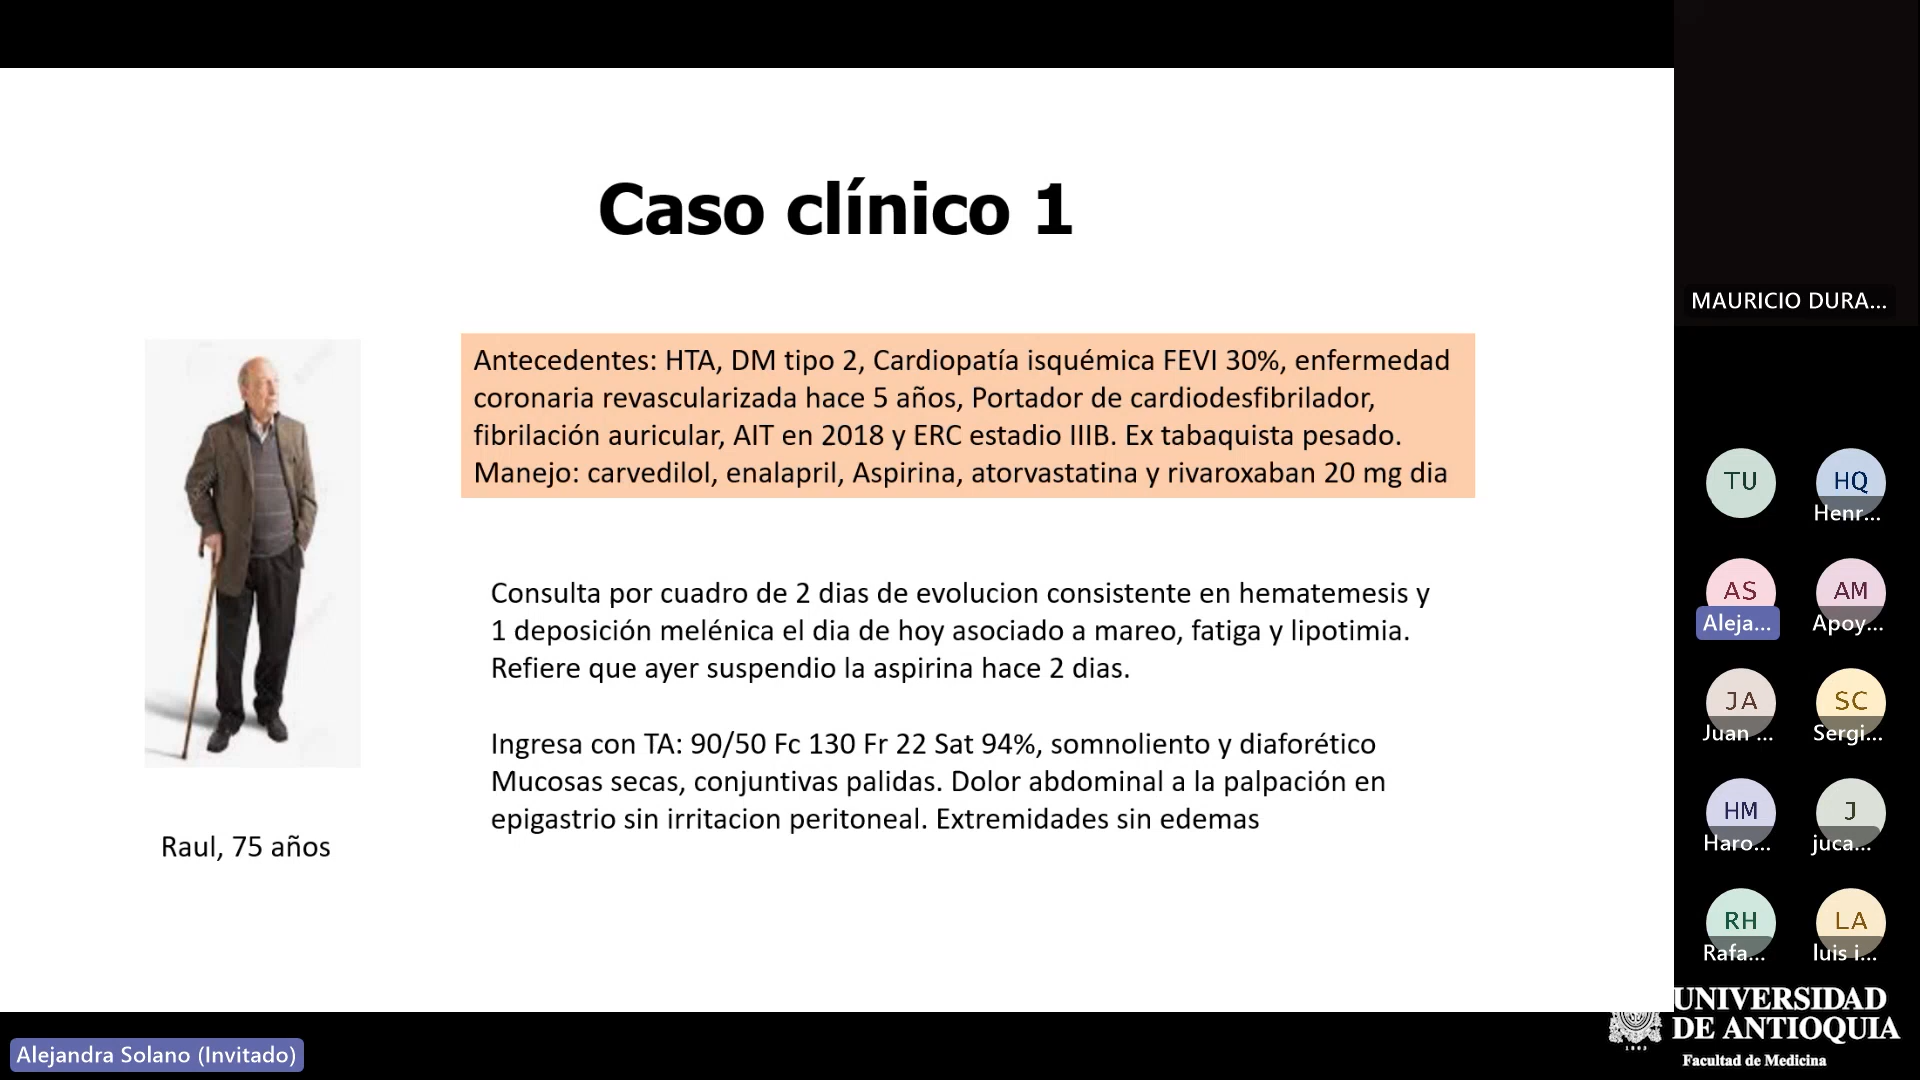 Caso clínico 1
Antecedentes: HTA, DM tipo 2, Cardiopatía isquémica FEVI 30%, enfermedad
coronaria revascularizada hace 5 años, Portador de cardiodesfibrilador,
fibrilación auricular, AIT en 2018 y ERC estadio IIIB. Ex tabaquista pesado.
Manejo: carvedilol, enalapril, Aspirina, atorvastatina y rivaroxaban 20 mg dia
Consulta por cuadro de 2 dias de evolucion consistente en hematemesis y
1 deposición melénica el dia de hoy asociado a mareo, fatiga y lipotimia.
Refiere que ayer suspendio la aspirina hace 2 dias.
Ingresa con TA: 90/50 Fc 130 Fr 22 Sat 94%, somnoliento y diaforético
Mucosas secas, conjuntivas palidas. Dolor abdominal a la palpación en
epigastrio sin irritacion peritoneal. Extremidades sin edemas
Raul, 75 años
MAURICIO DURA...
TU
HQ
Henr...
AS
Aleja...
AM
Apoy...
JA
Juan ...
SC
Sergi...
HM
Haro...
J
juca...
RH
Rafa...
LA
luis i...
UNIVERSIDAD
DE ANTIOQUIA
1803
Facultad de Medicina
Alejandra Solano (Invitado)